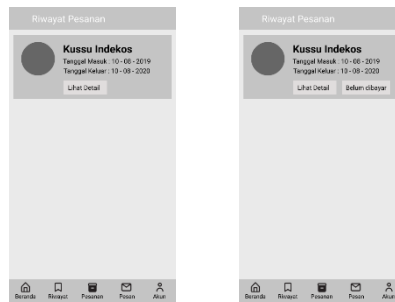 Riwayat Pesanan
Kussu Indekos
Tanggal Masuk : 10 - 08 - 2019
Tanggal Keluar : 10 - 08 - 2020
Lihat Detail
Beranda Riwayat Pesanan Pesan Akun
Riwayat Pesanan
Kussu Indekos
Tanggal Masuk : 10 - 08 - 2019
Tanggal Keluar : 10 - 08 - 2020
Lihat Detail Belum dibayar
Beranda Riwayat Pesanan Pesan Akun